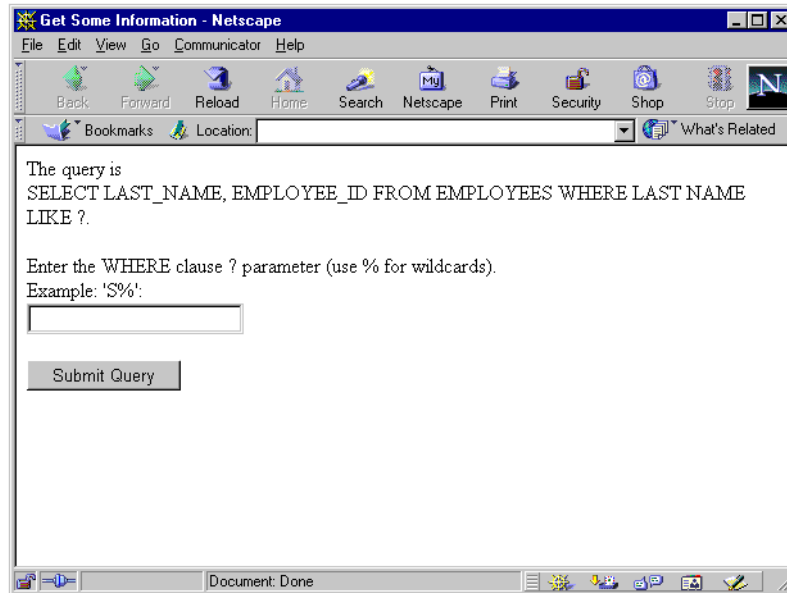 Get Some Information - Netscape
File Edit View Go Communicator Help
Back Forward Reload Home Search Netscape Print Security Shop Stop
My
N
Bookmarks Location: What's Related
The query is
SELECT LAST_NAME, EMPLOYEE_ID FROM EMPLOYEES WHERE LAST NAME
LIKE ?.
Enter the WHERE clause ? parameter (use % for wildcards).
Example: 'S%':
Submit Query
Document: Done